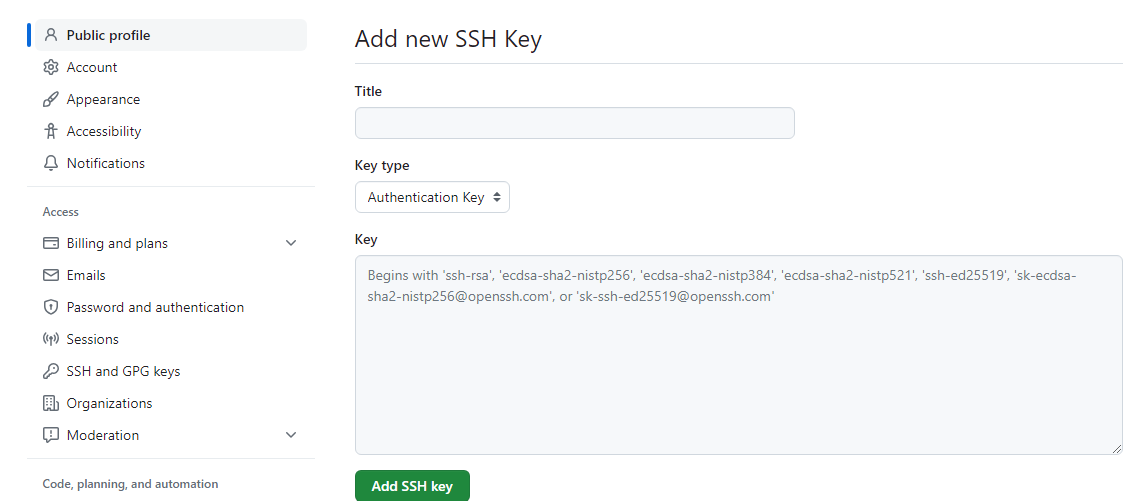 Public profile
Account
Appearance
Accessibility
Notifications
Access
Billing and plans
Emails
Password and authentication
Sessions
SSH and GPG keys
Organizations
Moderation
Code, planning, and automation
Add new SSH Key
Title
Key type
Authentication Key
Key
Begins with 'ssh-rsa', 'ecdsa-sha2-nistp256', 'ecdsa-sha2-nistp384', 'ecdsa-sha2-nistp521', 'ssh-ed25519', 'sk-ecdsa-
sha2-nistp256@openssh.com', or 'sk-ssh-ed25519@openssh.com'
Add SSH key